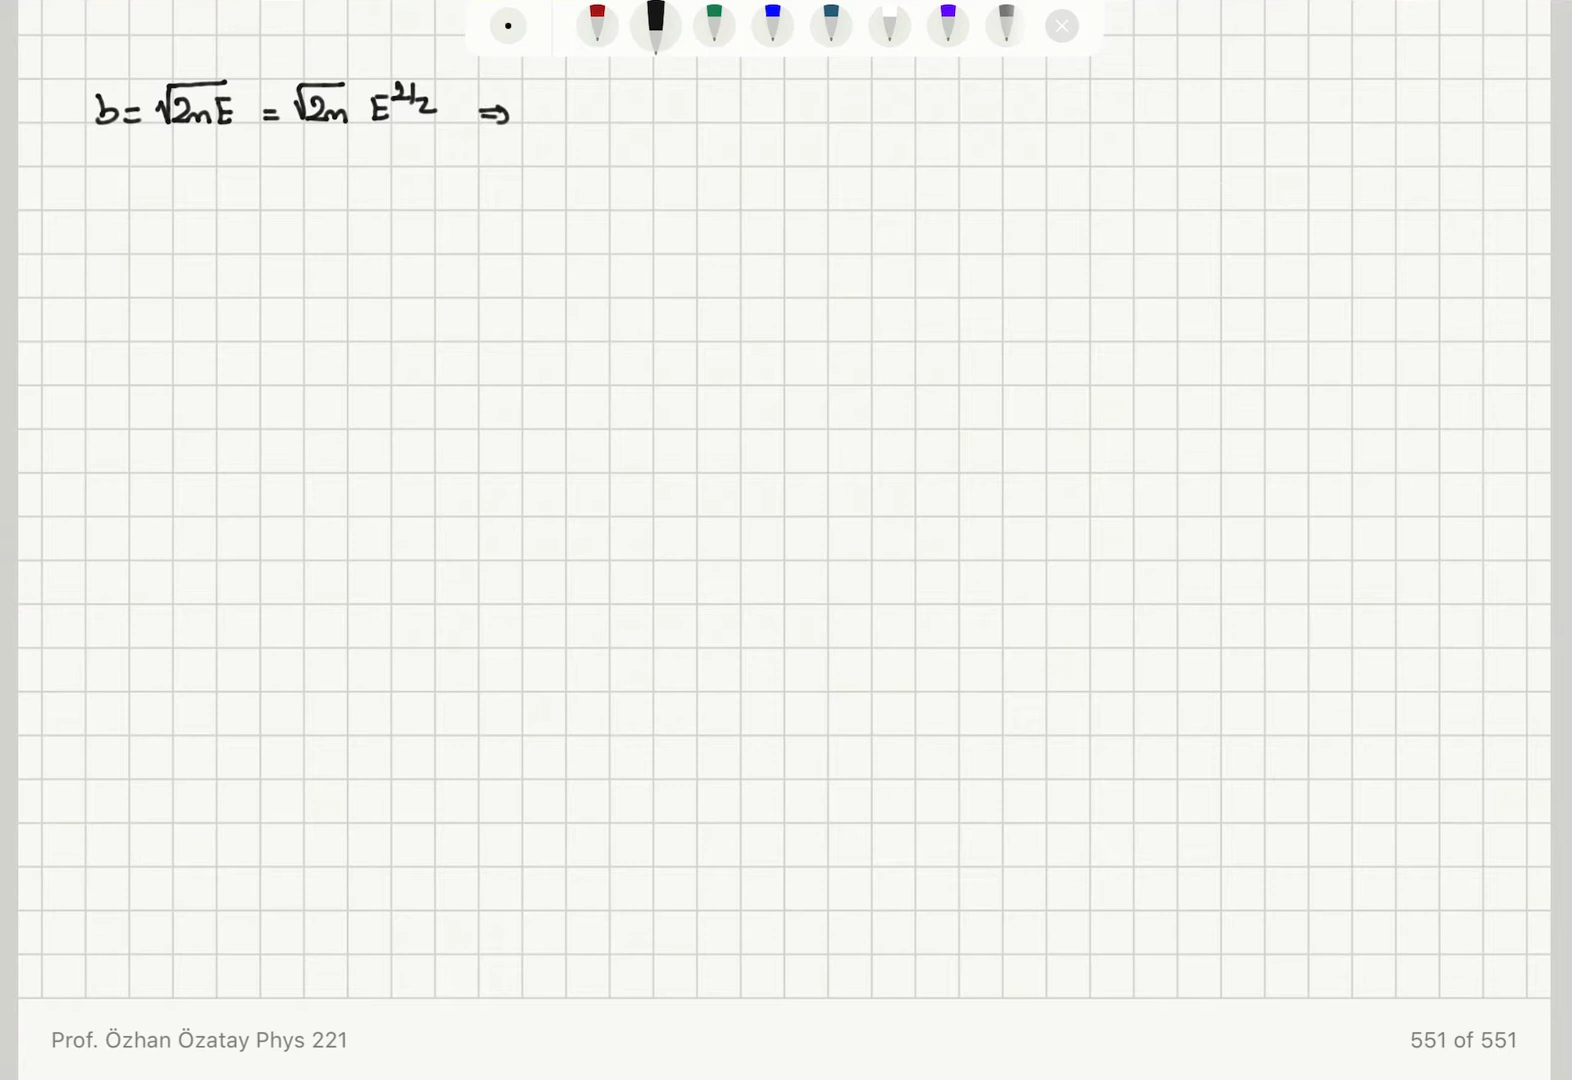 b = √2mE = √2m E^1/2 ⇒
Prof. Özhan Özatay Phys 221
551 of 551